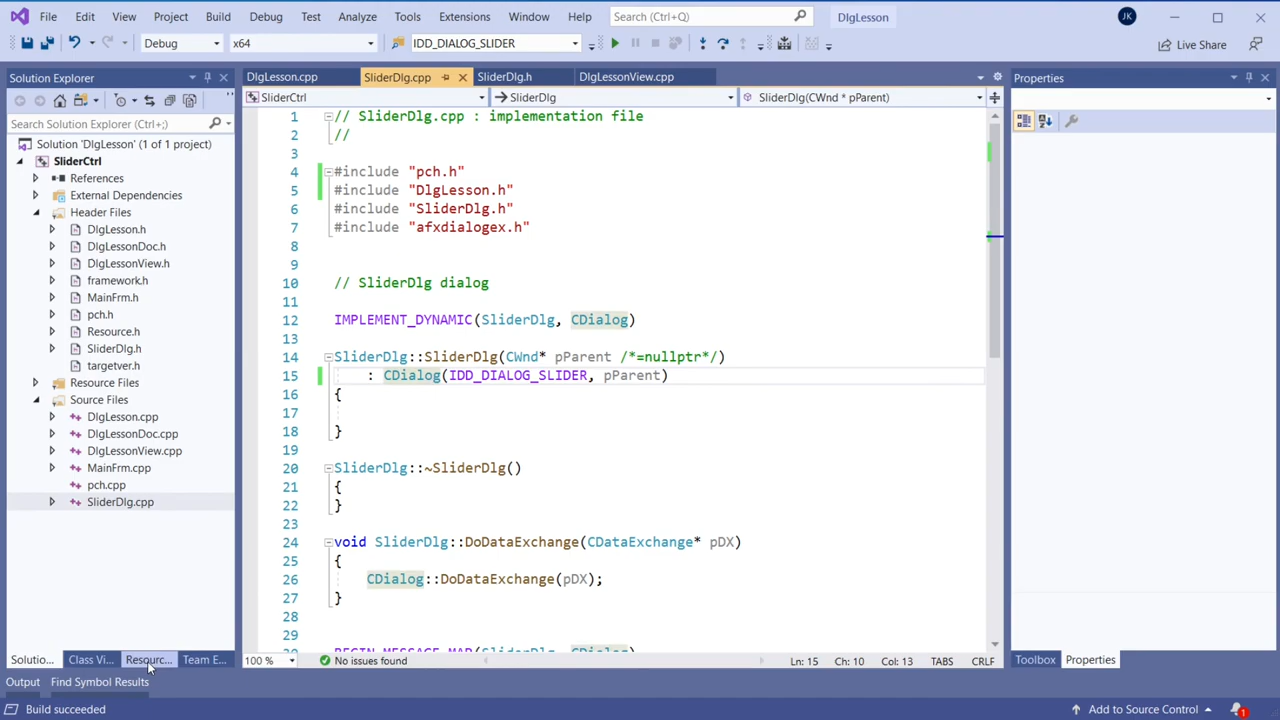 File Edit View Project Build Debug Test Analyze Tools Extensions Window Help Search (Ctrl+Q) DlgLesson JK
Debug x64 IDD_DIALOG_SLIDER Live Share
Solution Explorer
Search Solution Explorer (Ctrl+;)
Solution 'DlgLesson' (1 of 1 project)
SliderCtrl
References
External Dependencies
Header Files
DlgLesson.h
DlgLessonDoc.h
DlgLessonView.h
framework.h
MainFrm.h
pch.h
Resource.h
SliderDlg.h
targetver.h
Resource Files
Source Files
DlgLesson.cpp
DlgLessonDoc.cpp
DlgLessonView.cpp
MainFrm.cpp
pch.cpp
SliderDlg.cpp
Soluti​o... Class Vi... Resourc... Team E...
DlgLesson.cpp SliderDlg.cpp SliderDlg.h DlgLessonView.cpp
SliderCtrl SliderDlg SliderDlg(CWnd * pParent)
1 // SliderDlg.cpp : implementation file
2 //
3
4 #include "pch.h"
5 #include "DlgLesson.h"
6 #include "SliderDlg.h"
7 #include "afxdialogex.h"
8
9
10 // SliderDlg dialog
11
12 IMPLEMENT_DYNAMIC(SliderDlg, CDialog)
13
14 SliderDlg::SliderDlg(CWnd* pParent /*=nullptr*/)
15 : CDialog(IDD_DIALOG_SLIDER, pParent)
16 {
17
18 }
19
20 SliderDlg::~SliderDlg()
21 {
22 }
23
24 void SliderDlg::DoDataExchange(CDataExchange* pDX)
25 {
26 CDialog::DoDataExchange(pDX);
27 }
28
29
30 BEGIN_MESSAGE_MAP(SliderDlg, CDialog)
100 % No issues found Ln: 15 Ch: 10 Col: 13 TABS CRLF
Properties
Toolbox Properties
Output Find Symbol Results
Build succeeded Add to Source Control 1